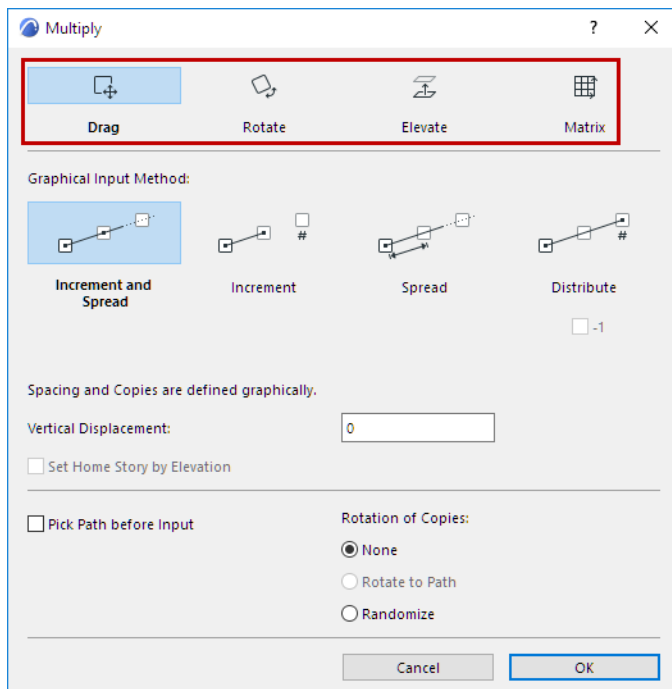 Multiply
?
Drag
Rotate
Elevate
Matrix
Graphical Input Method:
#
#
Increment and
Spread
Increment
Spread
Distribute
-1
Spacing and Copies are defined graphically.
Vertical Displacement:
0
Set Home Story by Elevation
Pick Path before Input
Rotation of Copies:
None
Rotate to Path
Randomize
Cancel
OK